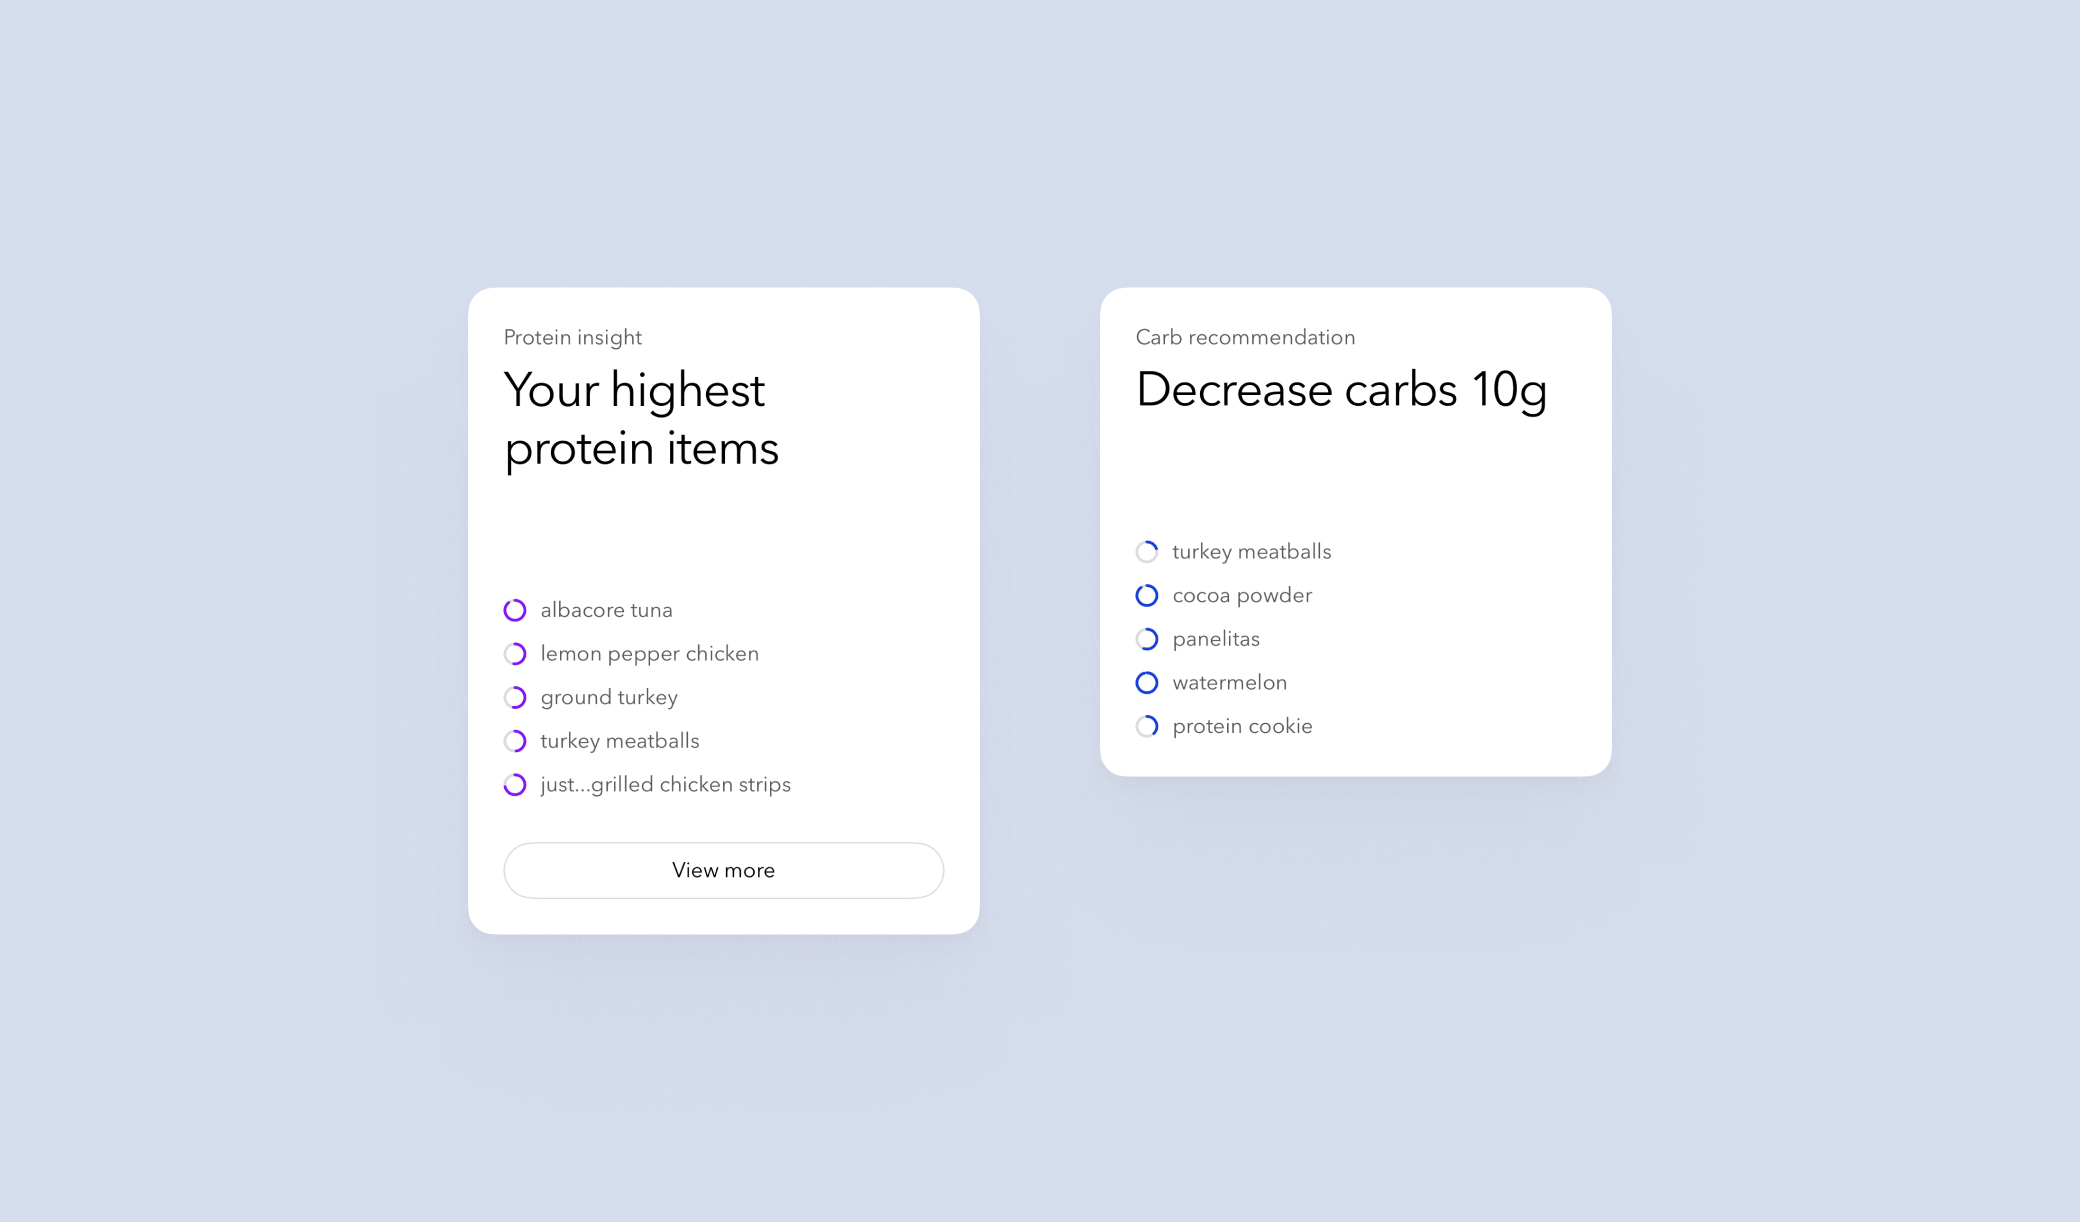 Protein insight
Your highest
protein items
albacore tuna
lemon pepper chicken
ground turkey
turkey meatballs
just...grilled chicken strips
View more
Carb recommendation
Decrease carbs 10g
turkey meatballs
cocoa powder
panelitas
watermelon
protein cookie